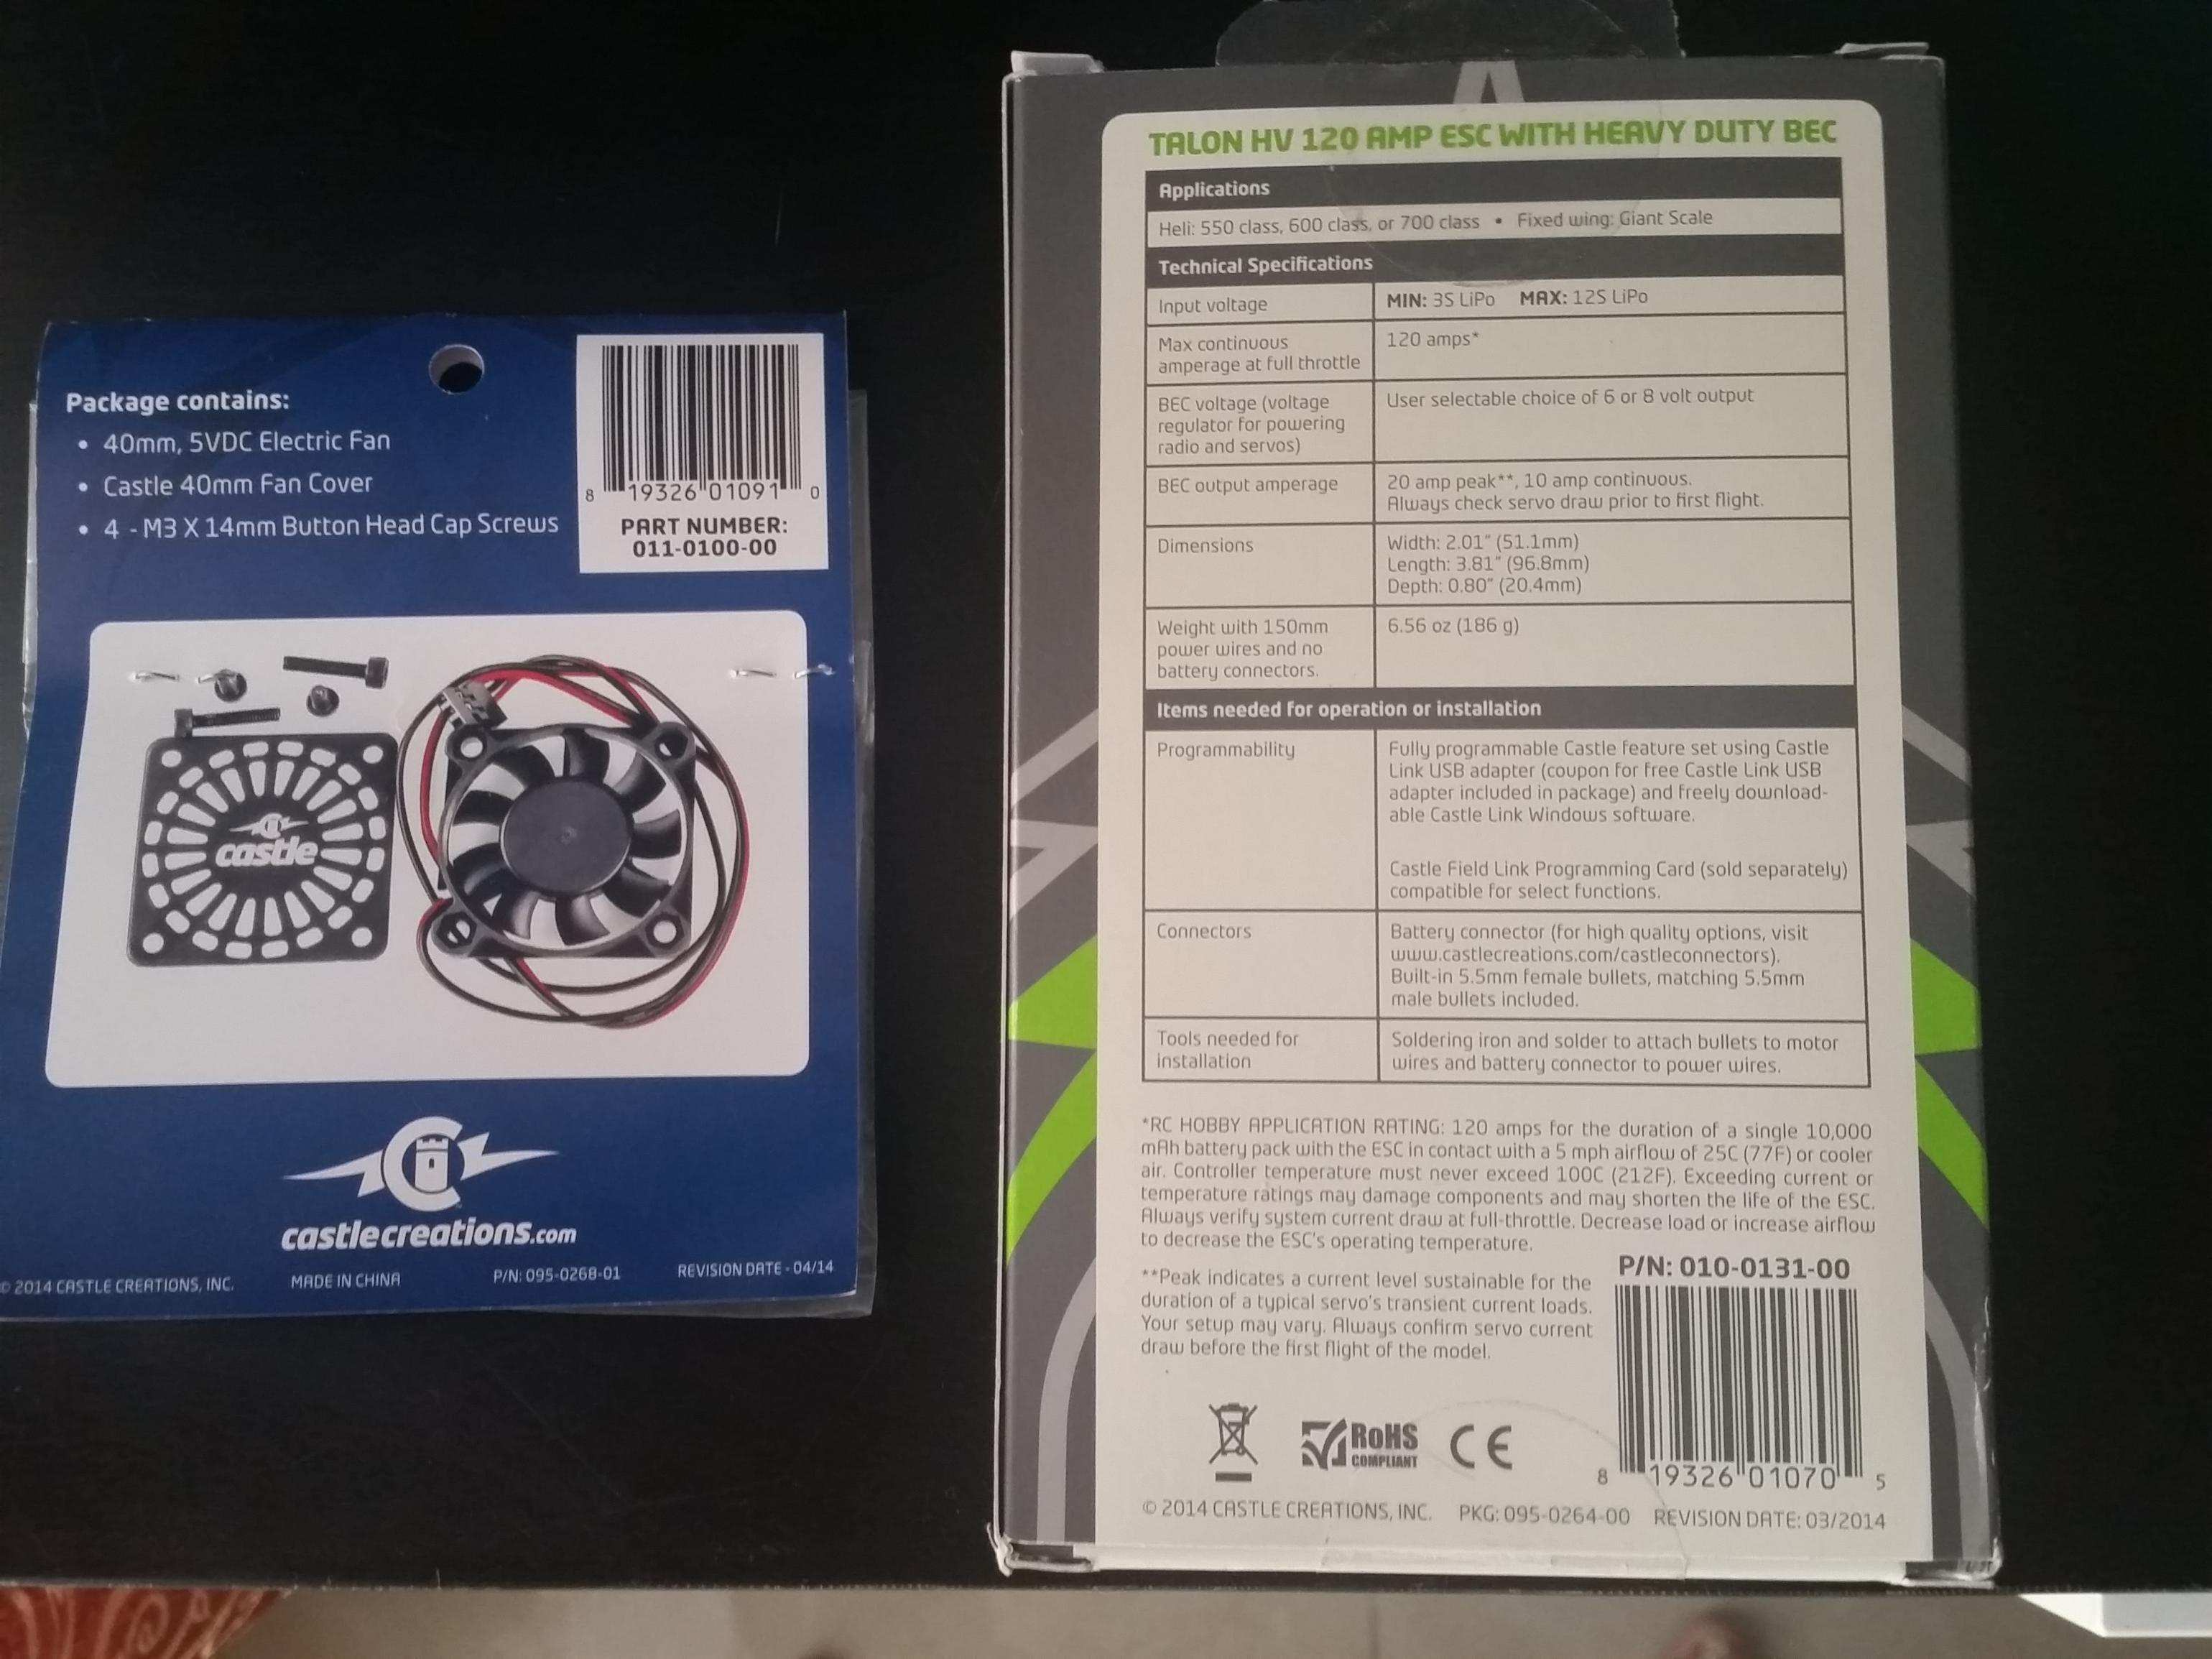 Package contains:
• 40mm, 5VDC Electric Fan
• Castle 40mm Fan Cover
• 4 - M3 X 14mm Button Head Cap Screws
8 19326 01091 0
PART NUMBER:
011-0100-00
castle
castlecreations.com
© 2014 CASTLE CREATIONS, INC. MADE IN CHINA P/N: 095-0268-01 REVISION DATE - 04/14
TALON HV 120 AMP ESC WITH HEAVY DUTY BEC
Applications
Heli: 550 class, 600 class, or 700 class • Fixed wing: Giant Scale
Technical Specifications
Input voltage
MIN: 3S LiPo MAX: 12S LiPo
Max continuous
amperage at full throttle
120 amps*
BEC voltage (voltage
regulator for powering
radio and servos)
User selectable choice of 6 or 8 volt output
BEC output amperage
20 amp peak**, 10 amp continuous.
Always check servo draw prior to first flight.
Dimensions
Width: 2.01" (51.1mm)
Length: 3.81" (96.8mm)
Depth: 0.80" (20.4mm)
Weight with 150mm
power wires and no
battery connectors.
6.56 oz (186 g)
Items needed for operation or installation
Programmability
Fully programmable Castle feature set using Castle
Link USB adapter (coupon for free Castle Link USB
adapter included in package) and freely download-
able Castle Link Windows software.
Castle Field Link Programming Card (sold separately)
compatible for select functions.
Connectors
Battery connector (for high quality options, visit
www.castlecreations.com/castleconnectors).
Built-in 5.5mm female bullets, matching 5.5mm
male bullets included.
Tools needed for
installation
Soldering iron and solder to attach bullets to motor
wires and battery connector to power wires.
*RC HOBBY APPLICATION RATING: 120 amps for the duration of a single 10,000
mAh battery pack with the ESC in contact with a 5 mph airflow of 25C (77F) or cooler
air. Controller temperature must never exceed 100C (212F). Exceeding current or
temperature ratings may damage components and may shorten the life of the ESC.
Always verify system current draw at full-throttle. Decrease load or increase airflow
to decrease the ESC's operating temperature.
**Peak indicates a current level sustainable for the
duration of a typical servo's transient current loads.
Your setup may vary. Always confirm servo current
draw before the first flight of the model.
P/N: 010-0131-00
8 19326 01070 5
RoHS
COMPLIANT
CE
© 2014 CASTLE CREATIONS, INC. PKG: 095-0264-00 REVISION DATE: 03/2014